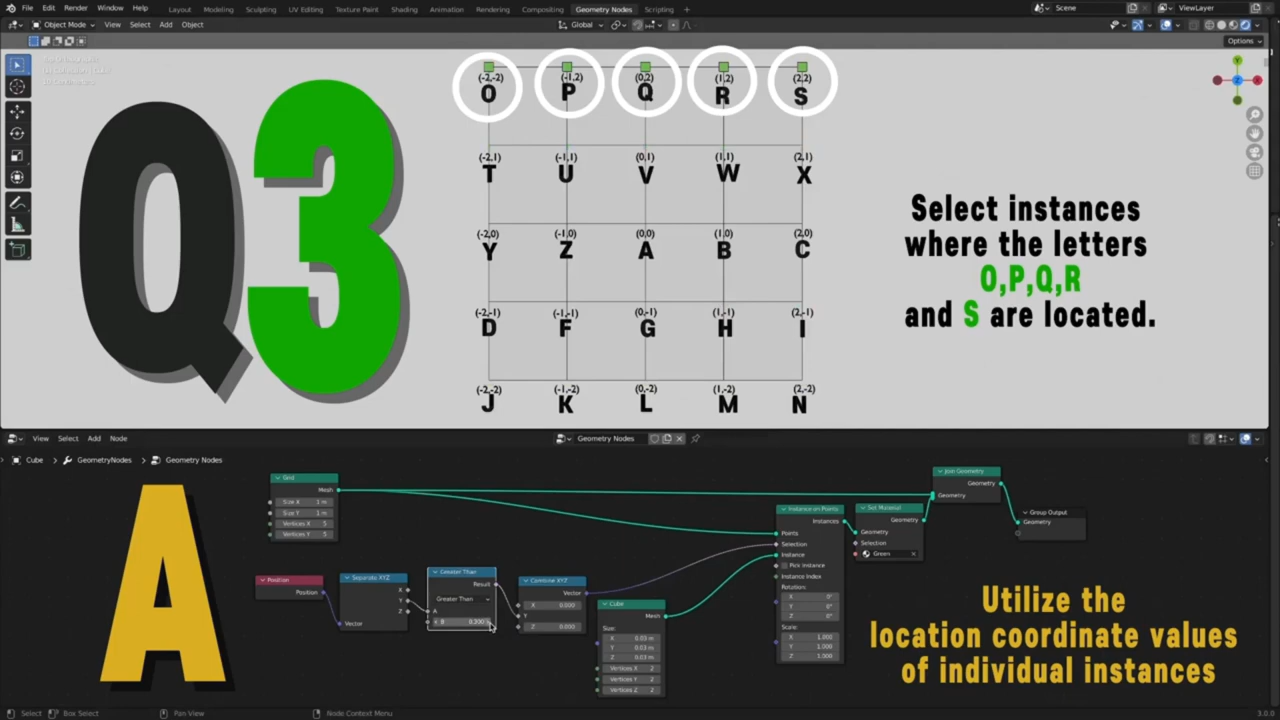 File Edit Render Window Help Layout Modeling Sculpting UV Editing Texture Paint Shading Animation Rendering Compositing Geometry Nodes Scripting Scene ViewLayer
Object Mode View Select Add Object Global
Options
Q3
(-2,-2) (-1,2) (0,2) (1,2) (2,2)
O P Q R S
(-2,1) (-1,1) (0,1) (1,1) (2,1)
T U V W X
(-2,0) (-1,0) (0,0) (1,0) (2,0)
Y Z A B C
(-2,-1) (-1,-1) (0,-1) (1,-1) (2,-1)
D F G H I
(-2,-2) (-1,-2) (0,-2) (1,-2) (2,-2)
J K L M N
Select instances
where the letters
O,P,Q,R
and S are located.
Y
X
Z
View Select Add Node Geometry Nodes
Cube GeometryNodes Geometry Nodes
A
Grid
Mesh
Size X 1 m
Size Y 1 m
Vertices X 5
Vertices Y 5
Position
Position
Separate XYZ
X
Y
Z
Vector
Greater Than
Result
Greater Than
A
B 0.300
Combine XYZ
Vector
X 0.000
Y
Z 0.000
Cube
Mesh
Size:
X 0.03 m
Y 0.03 m
Z 0.03 m
Vertices X 2
Vertices Y 2
Vertices Z 2
Instance on Points
Instances
Points
Selection
Instance
Pick Instance
Instance Index
Rotation:
X 0°
Y 0°
Z 0°
Scale:
X 1.000
Y 1.000
Z 1.000
Set Material
Geometry
Geometry
Selection
Green
Join Geometry
Geometry
Geometry
Group Output
Geometry
Utilize the
location coordinate values
of individual instances
Select Box Select Pan View Node Context Menu 3.0.0